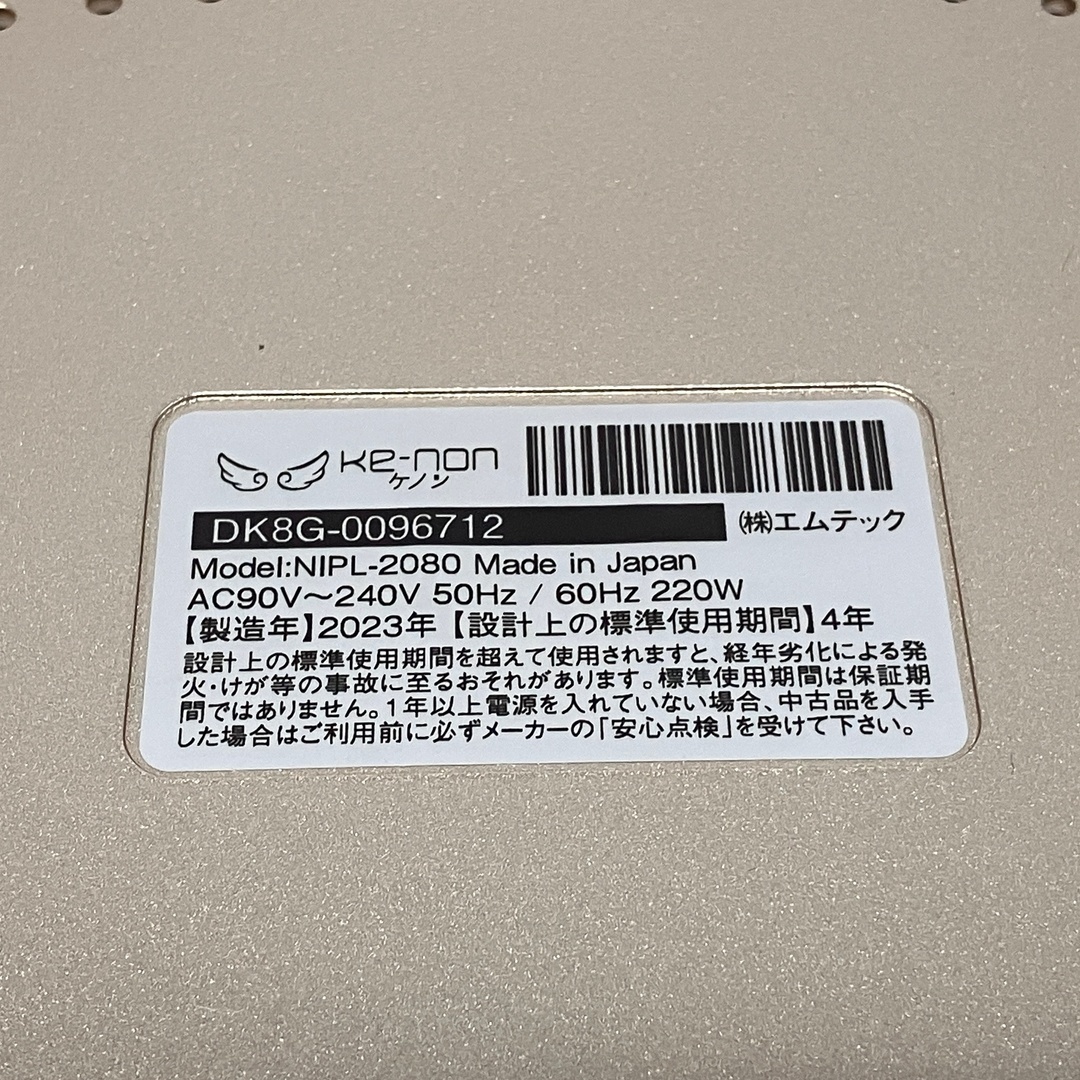 Ke-non
ケノン
DK8G-0096712
㈱エムテック
Model:NIPL-2080 Made in Japan
AC90V～240V 50Hz / 60Hz 220W
【製造年】2023年【設計上の標準使用期間】4年
設計上の標準使用期間を超えて使用されますと、経年劣化による発
火・けが等の事故に至るおそれがあります。標準使用期間は保証期
間ではありません。1年以上電源を入れていない場合、中古品を入手
した場合はご利用前に必ずメーカーの「安心点検」を受けて下さい。